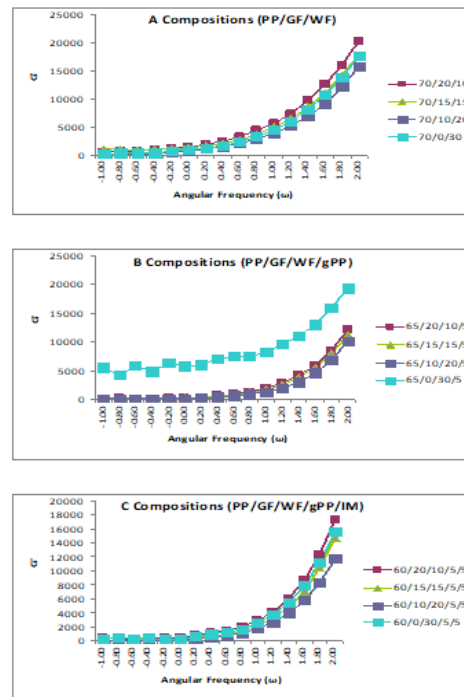 A Compositions (PP/GF/WF)
25000
20000
15000
10000
5000
0
G'
-1.00 -0.80 -0.60 -0.40 -0.20 0.00 0.20 0.40 0.60 0.80 1.00 1.20 1.40 1.60 1.80 2.00
Angular Frequency (ω)
70/20/10
70/15/15
70/10/20
70/0/30
B Compositions (PP/GF/WF/gPP)
25000
20000
15000
10000
5000
0
G'
-1.00 -0.80 -0.60 -0.40 -0.20 0.00 0.20 0.40 0.60 0.80 1.00 1.20 1.40 1.60 1.80 2.00
Angular Frequency (ω)
65/20/10/5
65/15/15/5
65/10/20/5
65/0/30/5
C Compositions (PP/GF/WF/gPP/IM)
20000
18000
16000
14000
12000
10000
8000
6000
4000
2000
0
G'
-1.00 -0.80 -0.60 -0.40 -0.20 0.00 0.20 0.40 0.60 0.80 1.00 1.20 1.40 1.60 1.80 2.00
Angular Frequency (ω)
60/20/10/5/5
60/15/15/5/5
60/10/20/5/5
60/0/30/5/5